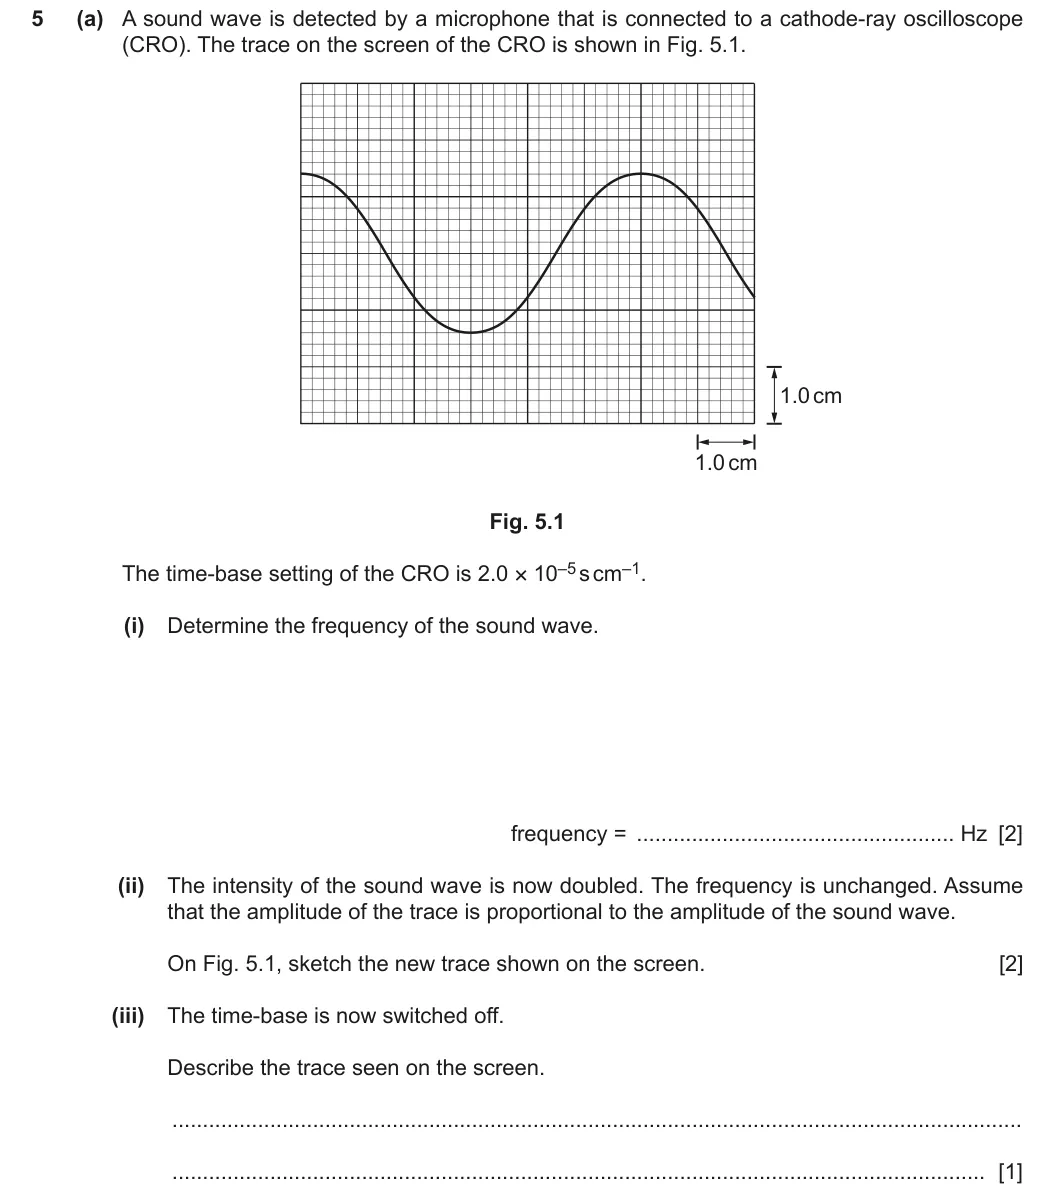 5 (a) A sound wave is detected by a microphone that is connected to a cathode-ray oscilloscope
(CRO). The trace on the screen of the CRO is shown in Fig. 5.1.
1.0 cm
1.0 cm
Fig. 5.1
The time-base setting of the CRO is 2.0 × 10⁻⁵ s cm⁻¹.
(i) Determine the frequency of the sound wave.
frequency = .................................................... Hz [2]
(ii) The intensity of the sound wave is now doubled. The frequency is unchanged. Assume
that the amplitude of the trace is proportional to the amplitude of the sound wave.
On Fig. 5.1, sketch the new trace shown on the screen. [2]
(iii) The time-base is now switched off.
Describe the trace seen on the screen.
...........................................................................................................................................
..................................................................................................................................... [1]